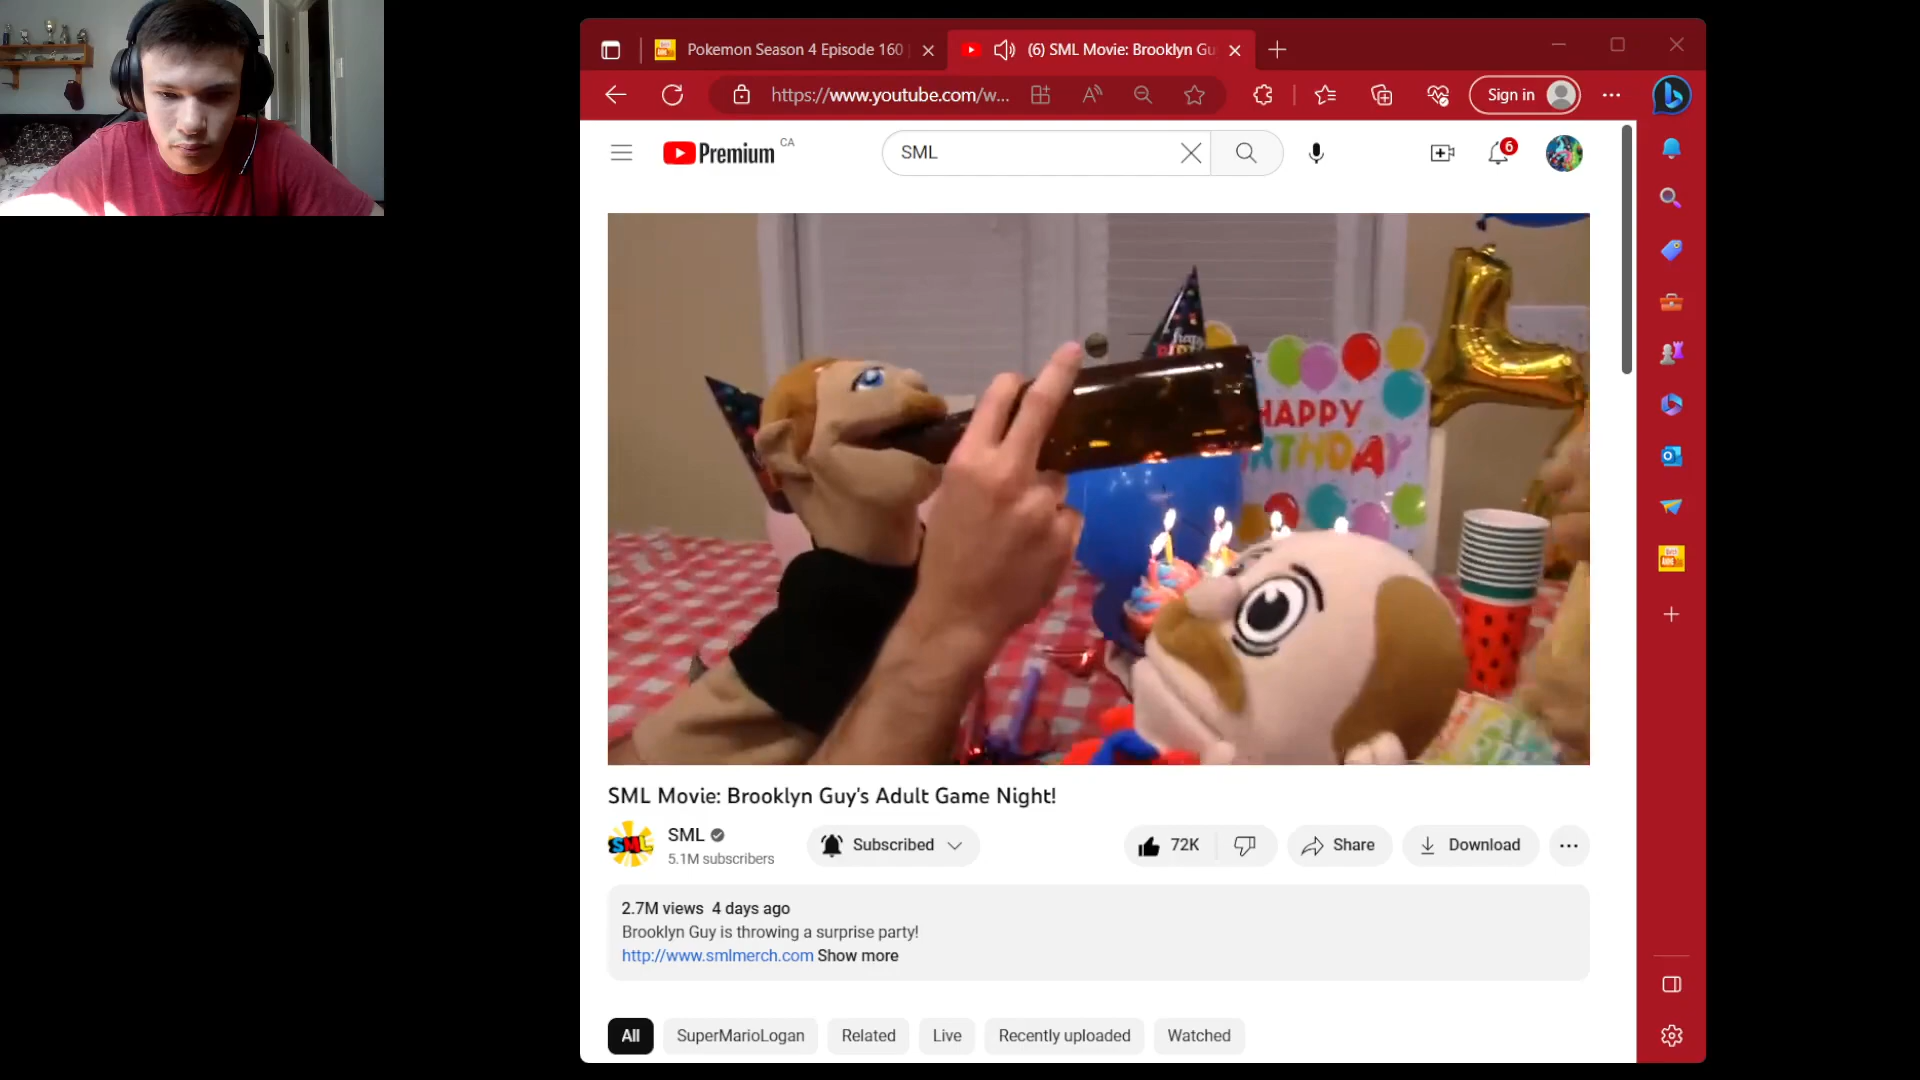 Pokemon Season 4 Episode 160
(6) SML Movie: Brooklyn Gu
https://www.youtube.com/w...
Sign in
Premium CA
SML
6
happy
HAPPY
BIRTHDAY
SML Movie: Brooklyn Guy's Adult Game Night!
SML
SML
5.1M subscribers
Subscribed
72K
Share
Download
2.7M views 4 days ago
Brooklyn Guy is throwing a surprise party!
http://www.smlmerch.com Show more
All
SuperMarioLogan
Related
Live
Recently uploaded
Watched